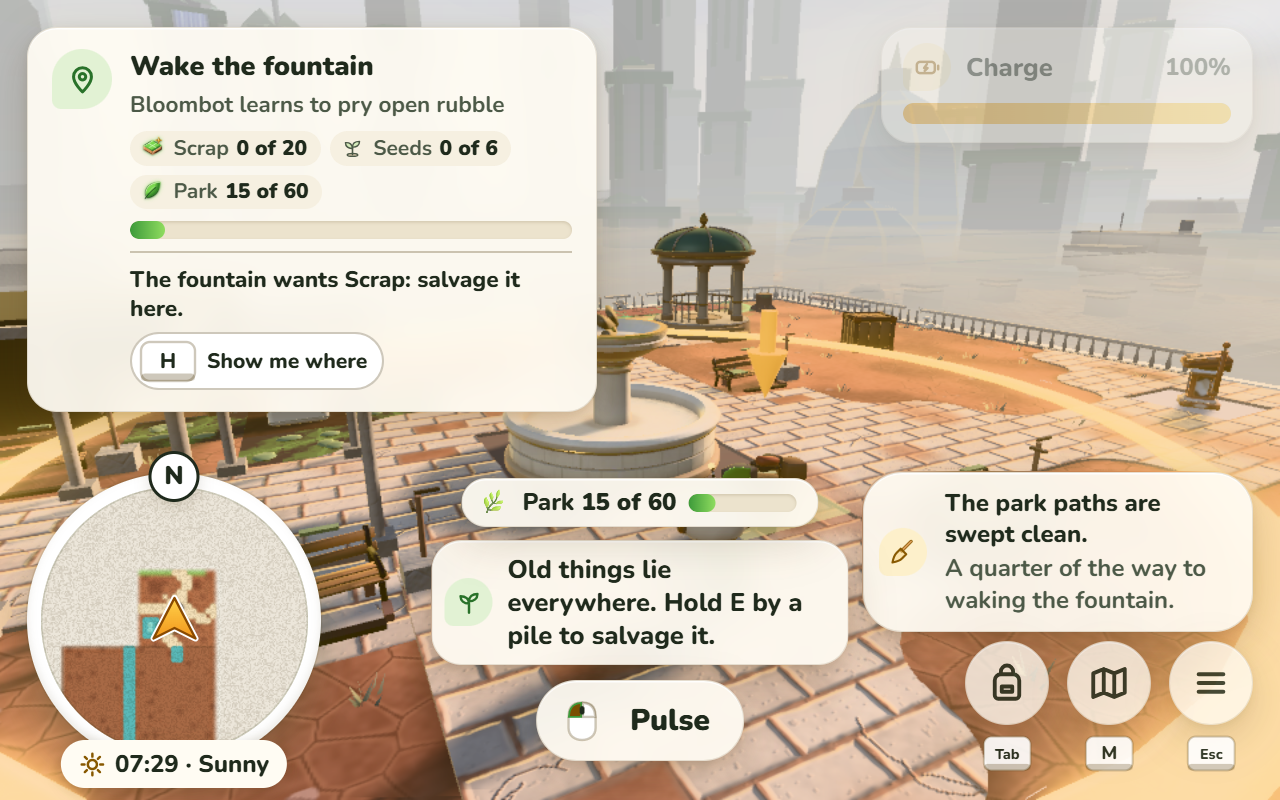 Wake the fountain
Bloombot learns to pry open rubble
Scrap 0 of 20
Seeds 0 of 6
Park 15 of 60
The fountain wants Scrap: salvage it
here.
H
Show me where
Charge
100%
N
07:29 · Sunny
Park 15 of 60
Old things lie
everywhere. Hold E by a
pile to salvage it.
Pulse
The park paths are
swept clean.
A quarter of the way to
waking the fountain.
Tab
M
Esc